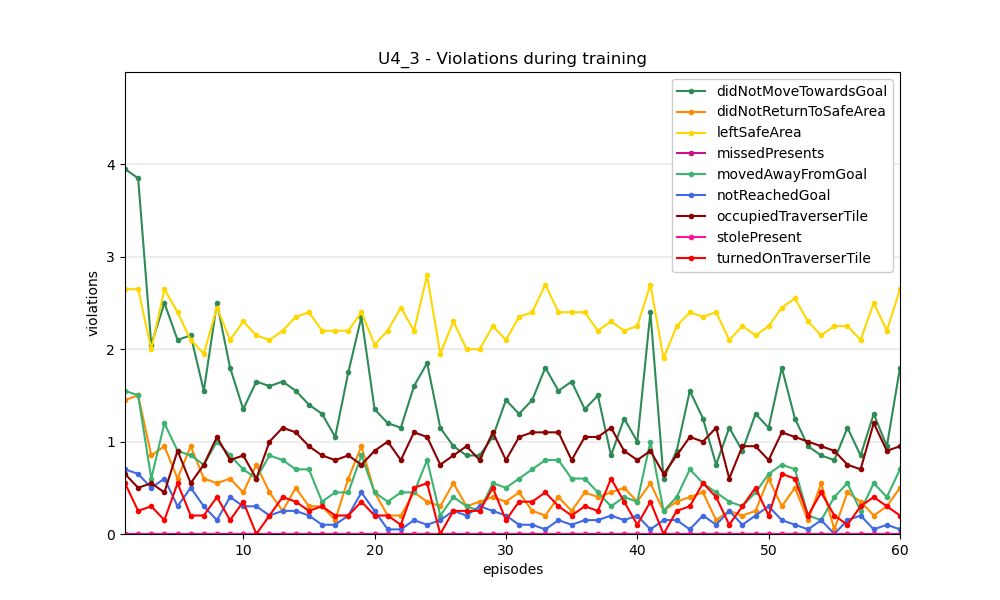 U4_3 - Violations during training
violations
4
3
2
1
0
10
20
30
40
50
60
episodes
didNotMoveTowardsGoal
didNotReturnToSafeArea
leftSafeArea
missedPresents
movedAwayFromGoal
notReachedGoal
occupiedTraverserTile
stolePresent
turnedOnTraverserTile